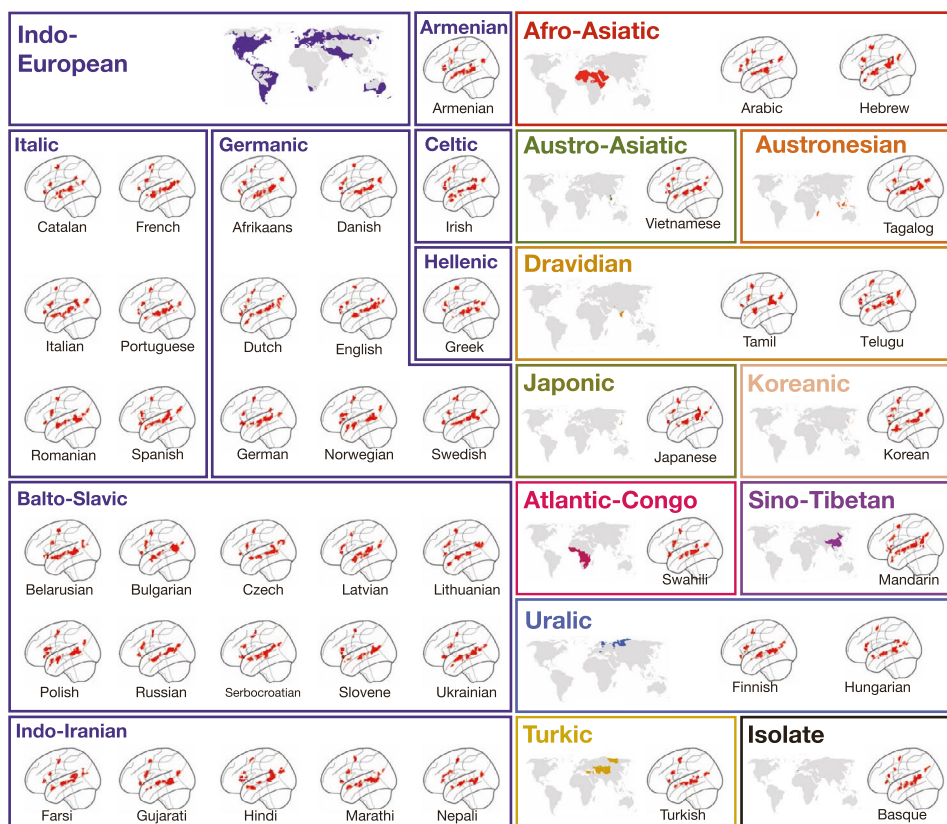 Indo-
European
Armenian
Armenian
Afro-Asiatic
Arabic
Hebrew
Italic
Catalan
French
Italian
Portuguese
Romanian
Spanish
Germanic
Afrikaans
Danish
Dutch
English
German
Norwegian
Swedish
Celtic
Irish
Hellenic
Greek
Austro-Asiatic
Vietnamese
Austronesian
Tagalog
Dravidian
Tamil
Telugu
Japonic
Japanese
Koreanic
Korean
Balto-Slavic
Belarusian
Bulgarian
Czech
Latvian
Lithuanian
Polish
Russian
Serbocroatian
Slovene
Ukrainian
Atlantic-Congo
Swahili
Sino-Tibetan
Mandarin
Uralic
Finnish
Hungarian
Indo-Iranian
Farsi
Gujarati
Hindi
Marathi
Nepali
Turkic
Turkish
Isolate
Basque